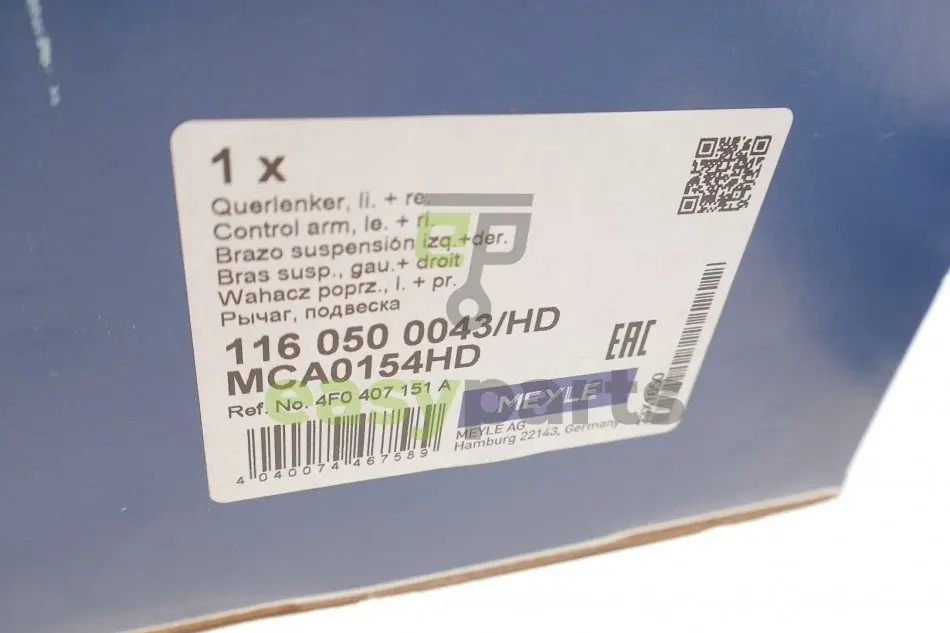 1 x
Querlenker, li. + re.
Control arm, le. + ri.
Brazo suspensión izq.+der.
Bras susp., gau.+ droit
Wahacz poprz., l. + pr.
Рычаг, подвеска
116 050 0043/HD
MCA0154HD
Ref. No. 4F0 407 151 A
4 040074 467589
EAC
MEYLE
MEYLE AG
Hamburg 22143, Germany
easyparts